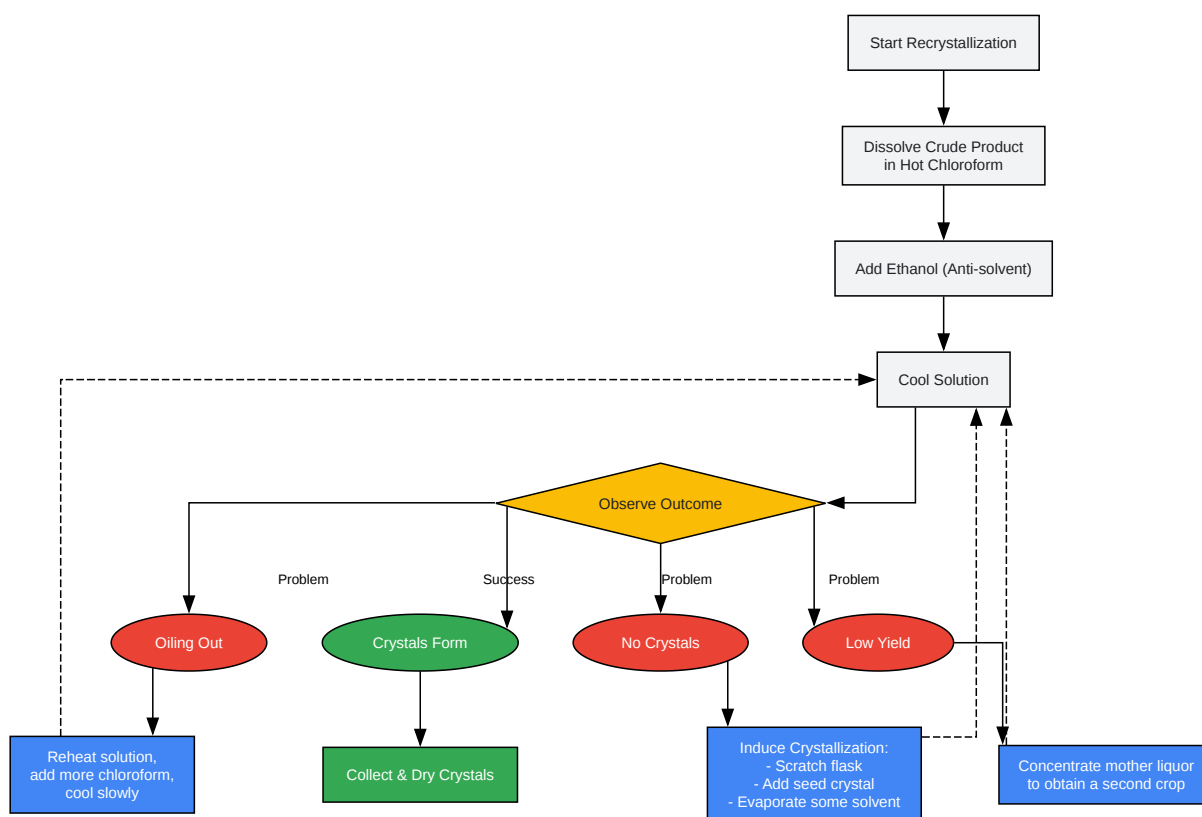 Start Recrystallization
Dissolve Crude Product
in Hot Chloroform
Add Ethanol (Anti-solvent)
Cool Solution
Observe Outcome
Problem
Success
Problem
Problem
Oiling Out
Crystals Form
No Crystals
Low Yield
Reheat solution,
add more chloroform,
cool slowly
Collect & Dry Crystals
Induce Crystallization:
- Scratch flask
- Add seed crystal
- Evaporate some solvent
Concentrate mother liquor
to obtain a second crop